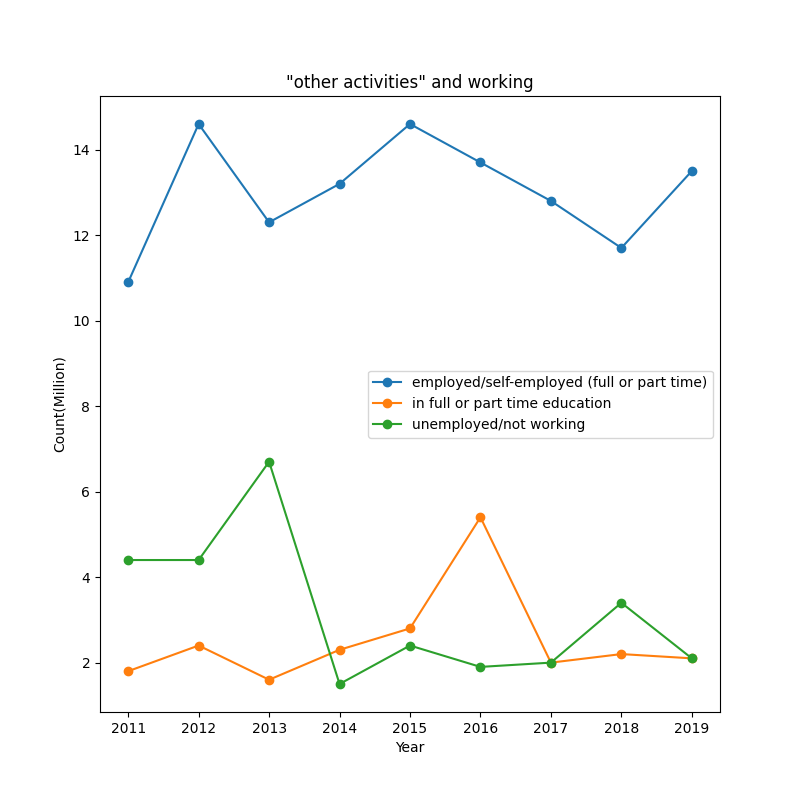 "other activities" and working
14
12
10
8
6
4
2
Count(Million)
employed/self-employed (full or part time)
in full or part time education
unemployed/not working
2011 2012 2013 2014 2015 2016 2017 2018 2019
Year